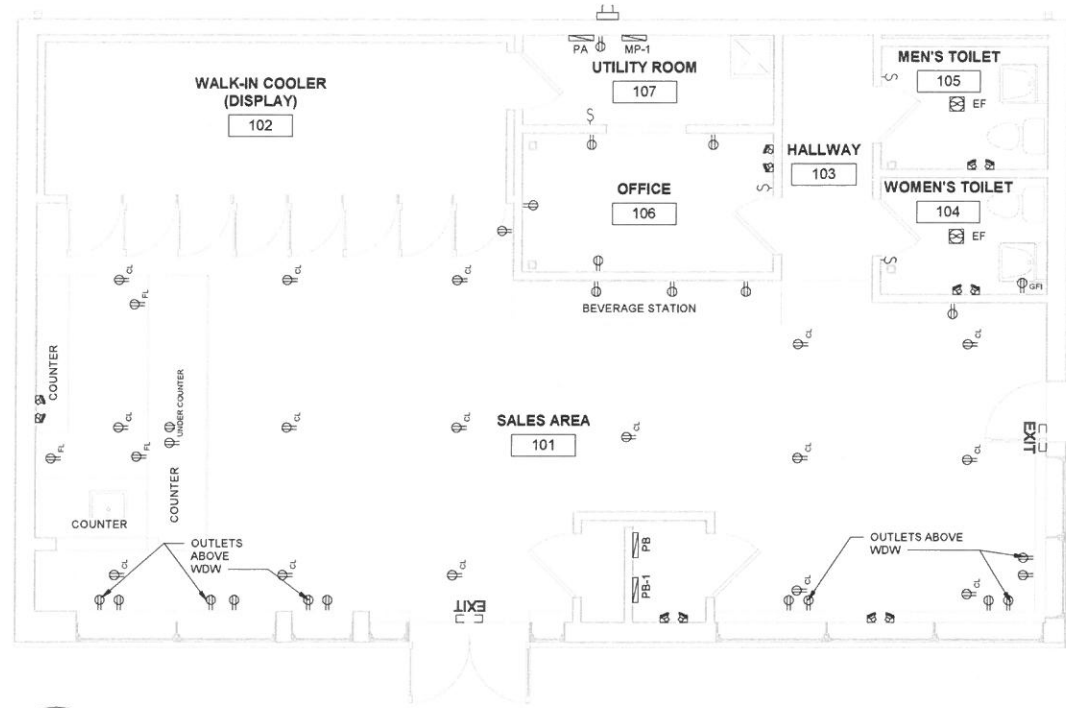 PA
MP-1
UTILITY ROOM
107
MEN'S TOILET
105
EF
WALK-IN COOLER
(DISPLAY)
102
HALLWAY
103
OFFICE
106
WOMEN'S TOILET
104
EF
GFI
CL
CL
CL
FL
BEVERAGE STATION
CL
CL
COUNTER
UNDER COUNTER
CL
CL
CL
SALES AREA
101
CL
EXIT
FL
FL
CL
CL
COUNTER
COUNTER
OUTLETS
ABOVE
WDW
PB
PB-1
OUTLETS ABOVE
WDW
CL
CL
CL
CL
CL
EXIT